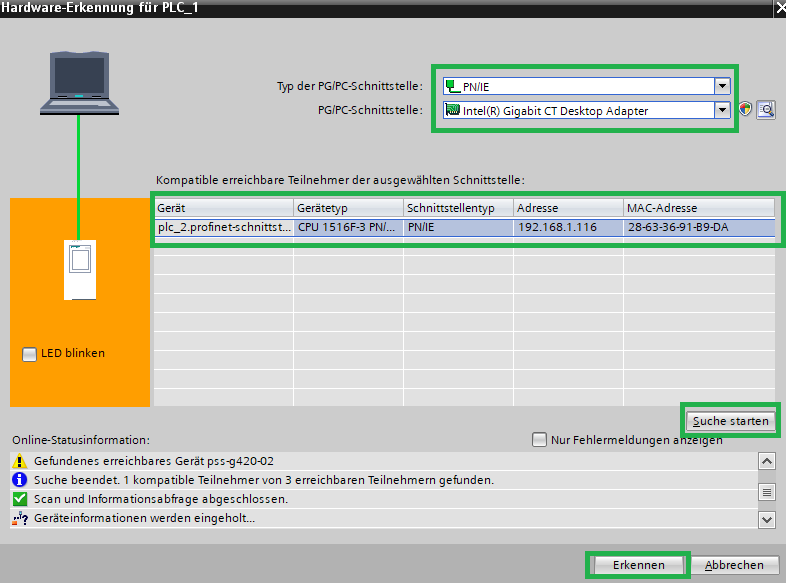 Hardware-Erkennung für PLC_1
Typ der PG/PC-Schnittstelle: PN/IE
PG/PC-Schnittstelle: Intel(R) Gigabit CT Desktop Adapter
Kompatible erreichbare Teilnehmer der ausgewählten Schnittstelle:
Gerät Gerätetyp Schnittstellentyp Adresse MAC-Adresse
plc_2.profinet-schnittst... CPU 1516F-3 PN/... PN/IE 192.168.1.116 28-63-36-91-B9-DA
LED blinken
Suche starten
Online-Statusinformation: Nur Fehlermeldungen anzeigen
Gefundenes erreichbares Gerät pss-g420-02
Suche beendet. 1 kompatible Teilnehmer von 3 erreichbaren Teilnehmern gefunden.
Scan und Informationsabfrage abgeschlossen.
Geräteinformationen werden eingeholt...
Erkennen Abbrechen